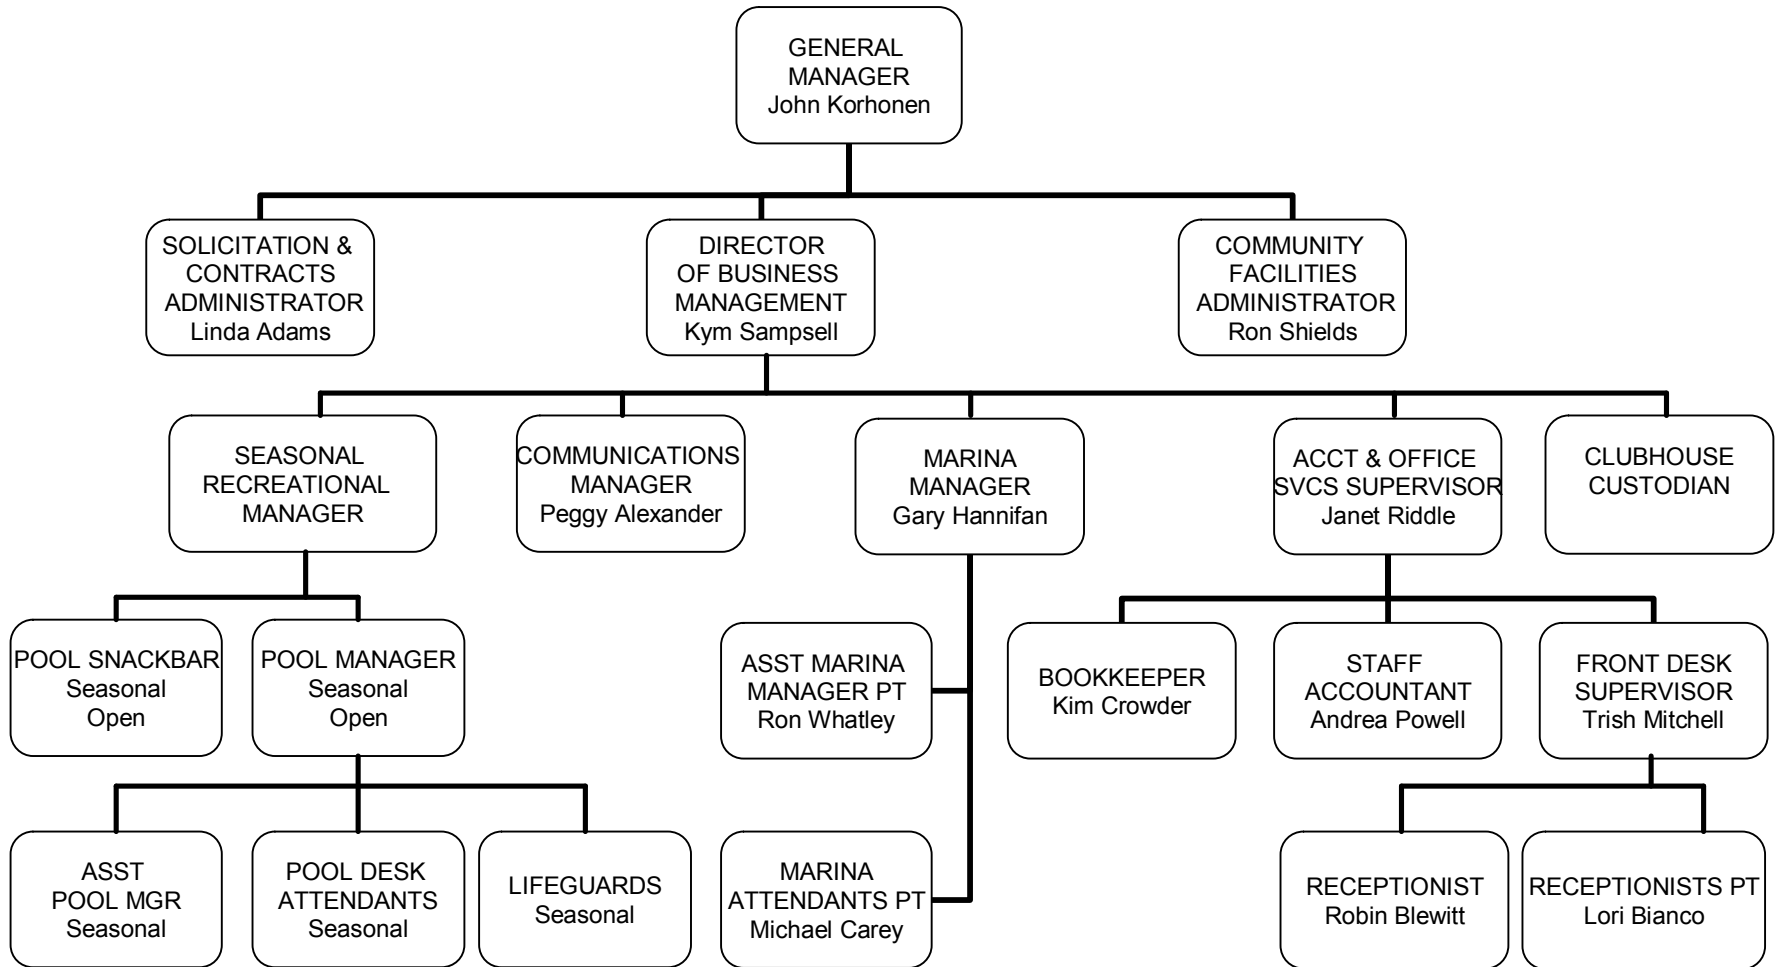 GENERAL
MANAGER
John Korhonen
SOLICITATION &
CONTRACTS
ADMINISTRATOR
Linda Adams
DIRECTOR
OF BUSINESS
MANAGEMENT
Kym Sampsell
COMMUNITY
FACILITIES
ADMINISTRATOR
Ron Shields
SEASONAL
RECREATIONAL
MANAGER
COMMUNICATIONS
MANAGER
Peggy Alexander
MARINA
MANAGER
Gary Hannifan
ACCT & OFFICE
SVCS SUPERVISOR
Janet Riddle
CLUBHOUSE
CUSTODIAN
POOL SNACKBAR
Seasonal
Open
POOL MANAGER
Seasonal
Open
ASST MARINA
MANAGER PT
Ron Whatley
BOOKKEEPER
Kim Crowder
STAFF
ACCOUNTANT
Andrea Powell
FRONT DESK
SUPERVISOR
Trish Mitchell
ASST
POOL MGR
Seasonal
POOL DESK
ATTENDANTS
Seasonal
LIFEGUARDS
Seasonal
MARINA
ATTENDANTS PT
Michael Carey
RECEPTIONIST
Robin Blewitt
RECEPTIONISTS PT
Lori Bianco